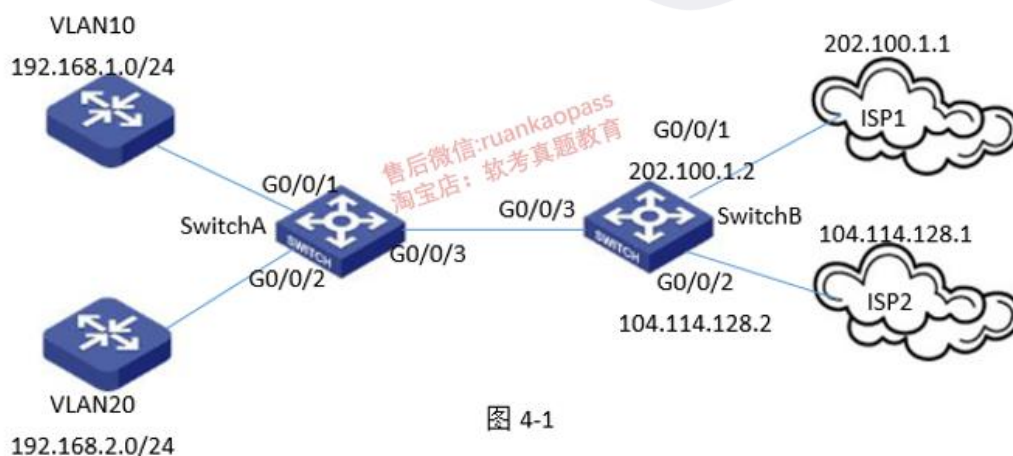 VLAN10
192.168.1.0/24
202.100.1.1
ISP1
售后微信:ruankaopass
淘宝店：软考真题教育
G0/0/1
202.100.1.2
G0/0/1
SwitchA
SWITCH
G0/0/3
G0/0/3
SWITCH
SwitchB
G0/0/2
G0/0/2
104.114.128.1
ISP2
104.114.128.2
VLAN20
192.168.2.0/24
图 4-1